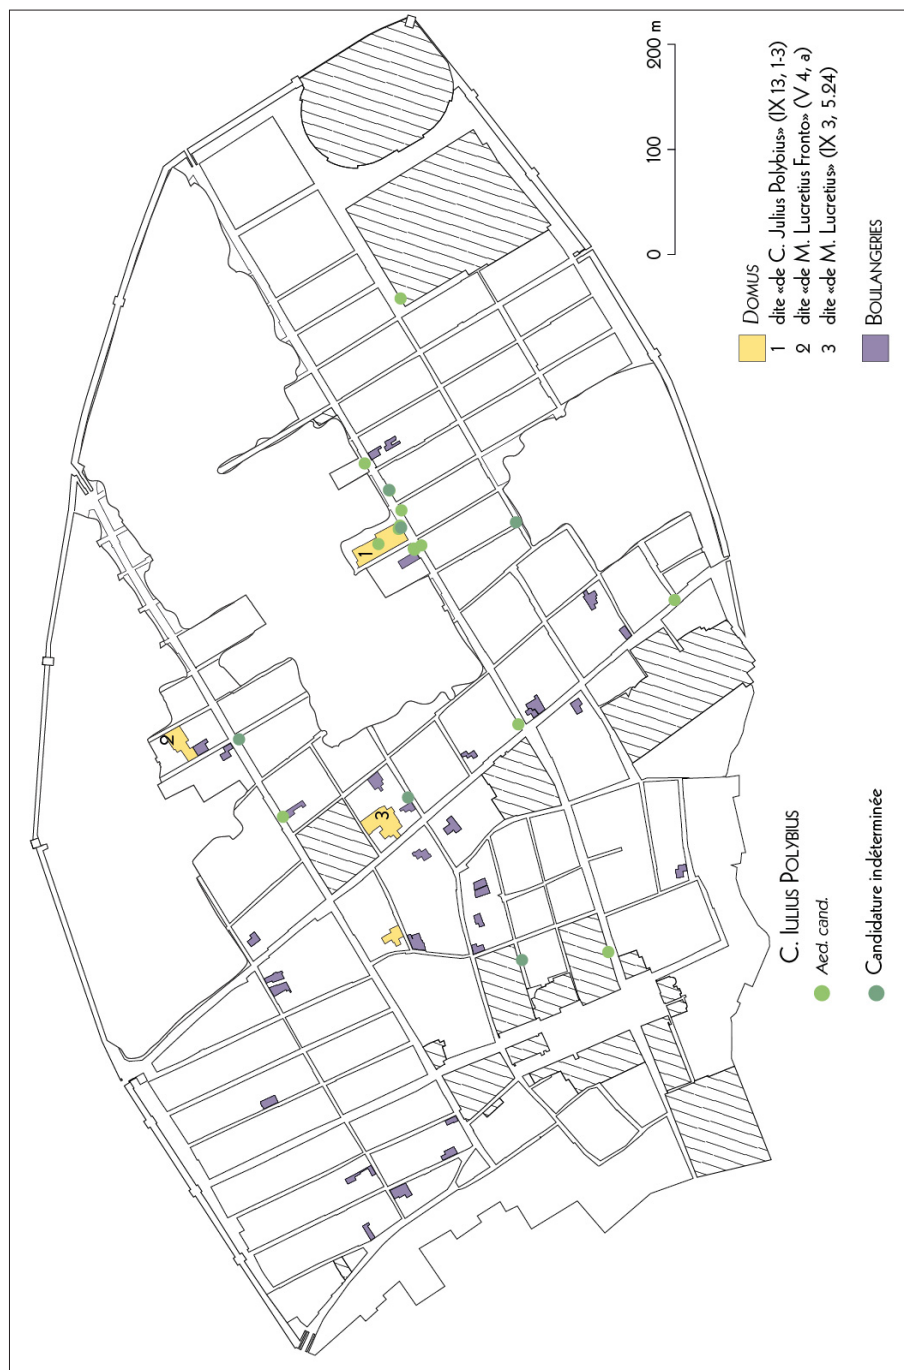 2
1
3
0 100 200 m
DOMUS
1 dite «de C. Julius Polybius» (IX 13, 1-3)
2 dite «de M. Lucretius Fronto» (V 4, a)
3 dite «de M. Lucretius» (IX 3, 5.24)
BOULANGERIES
C. IULIUS POLYBIUS
Aed. cand.
Candidature indéterminée